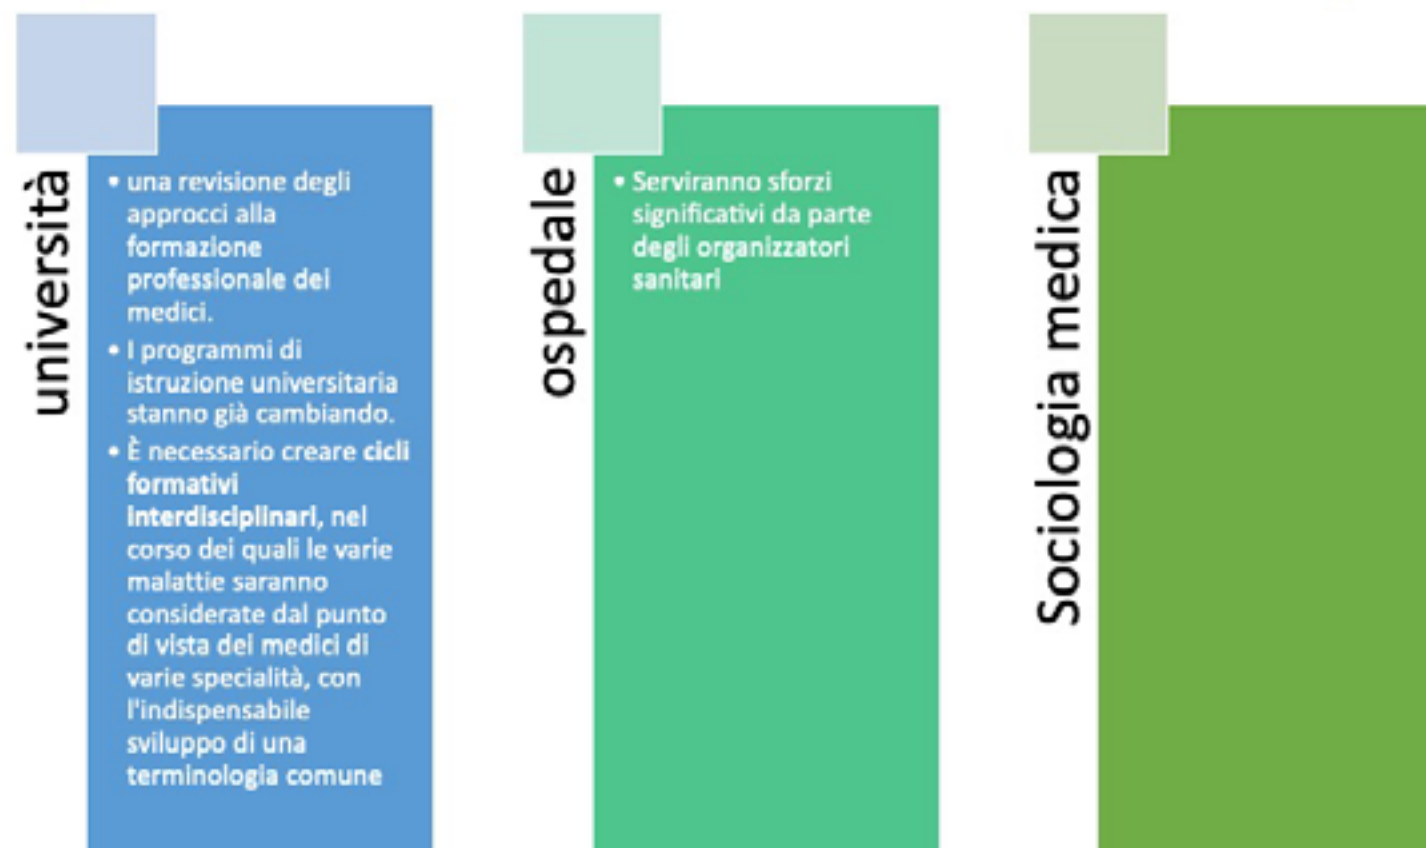 università
• una revisione degli
approcci alla
formazione
professionale dei
medici.
• I programmi di
istruzione universitaria
stanno già cambiando.
• È necessario creare cicli
formativi
interdisciplinari, nel
corso dei quali le varie
malattie saranno
considerate dal punto
di vista dei medici di
varie specialità, con
l'indispensabile
sviluppo di una
terminologia comune
ospedale
• Serviranno sforzi
significativi da parte
degli organizzatori
sanitari
Sociologia medica